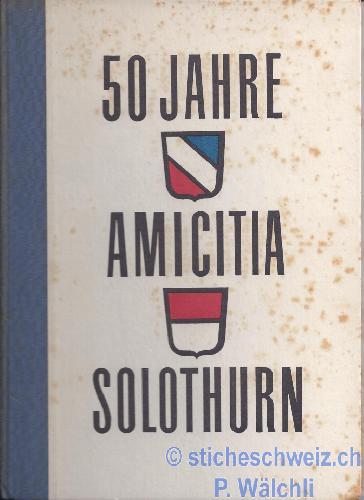 50 JAHRE
AMICITIA
SOLOTHURN
© sticheschweiz.ch
P. Wälchli